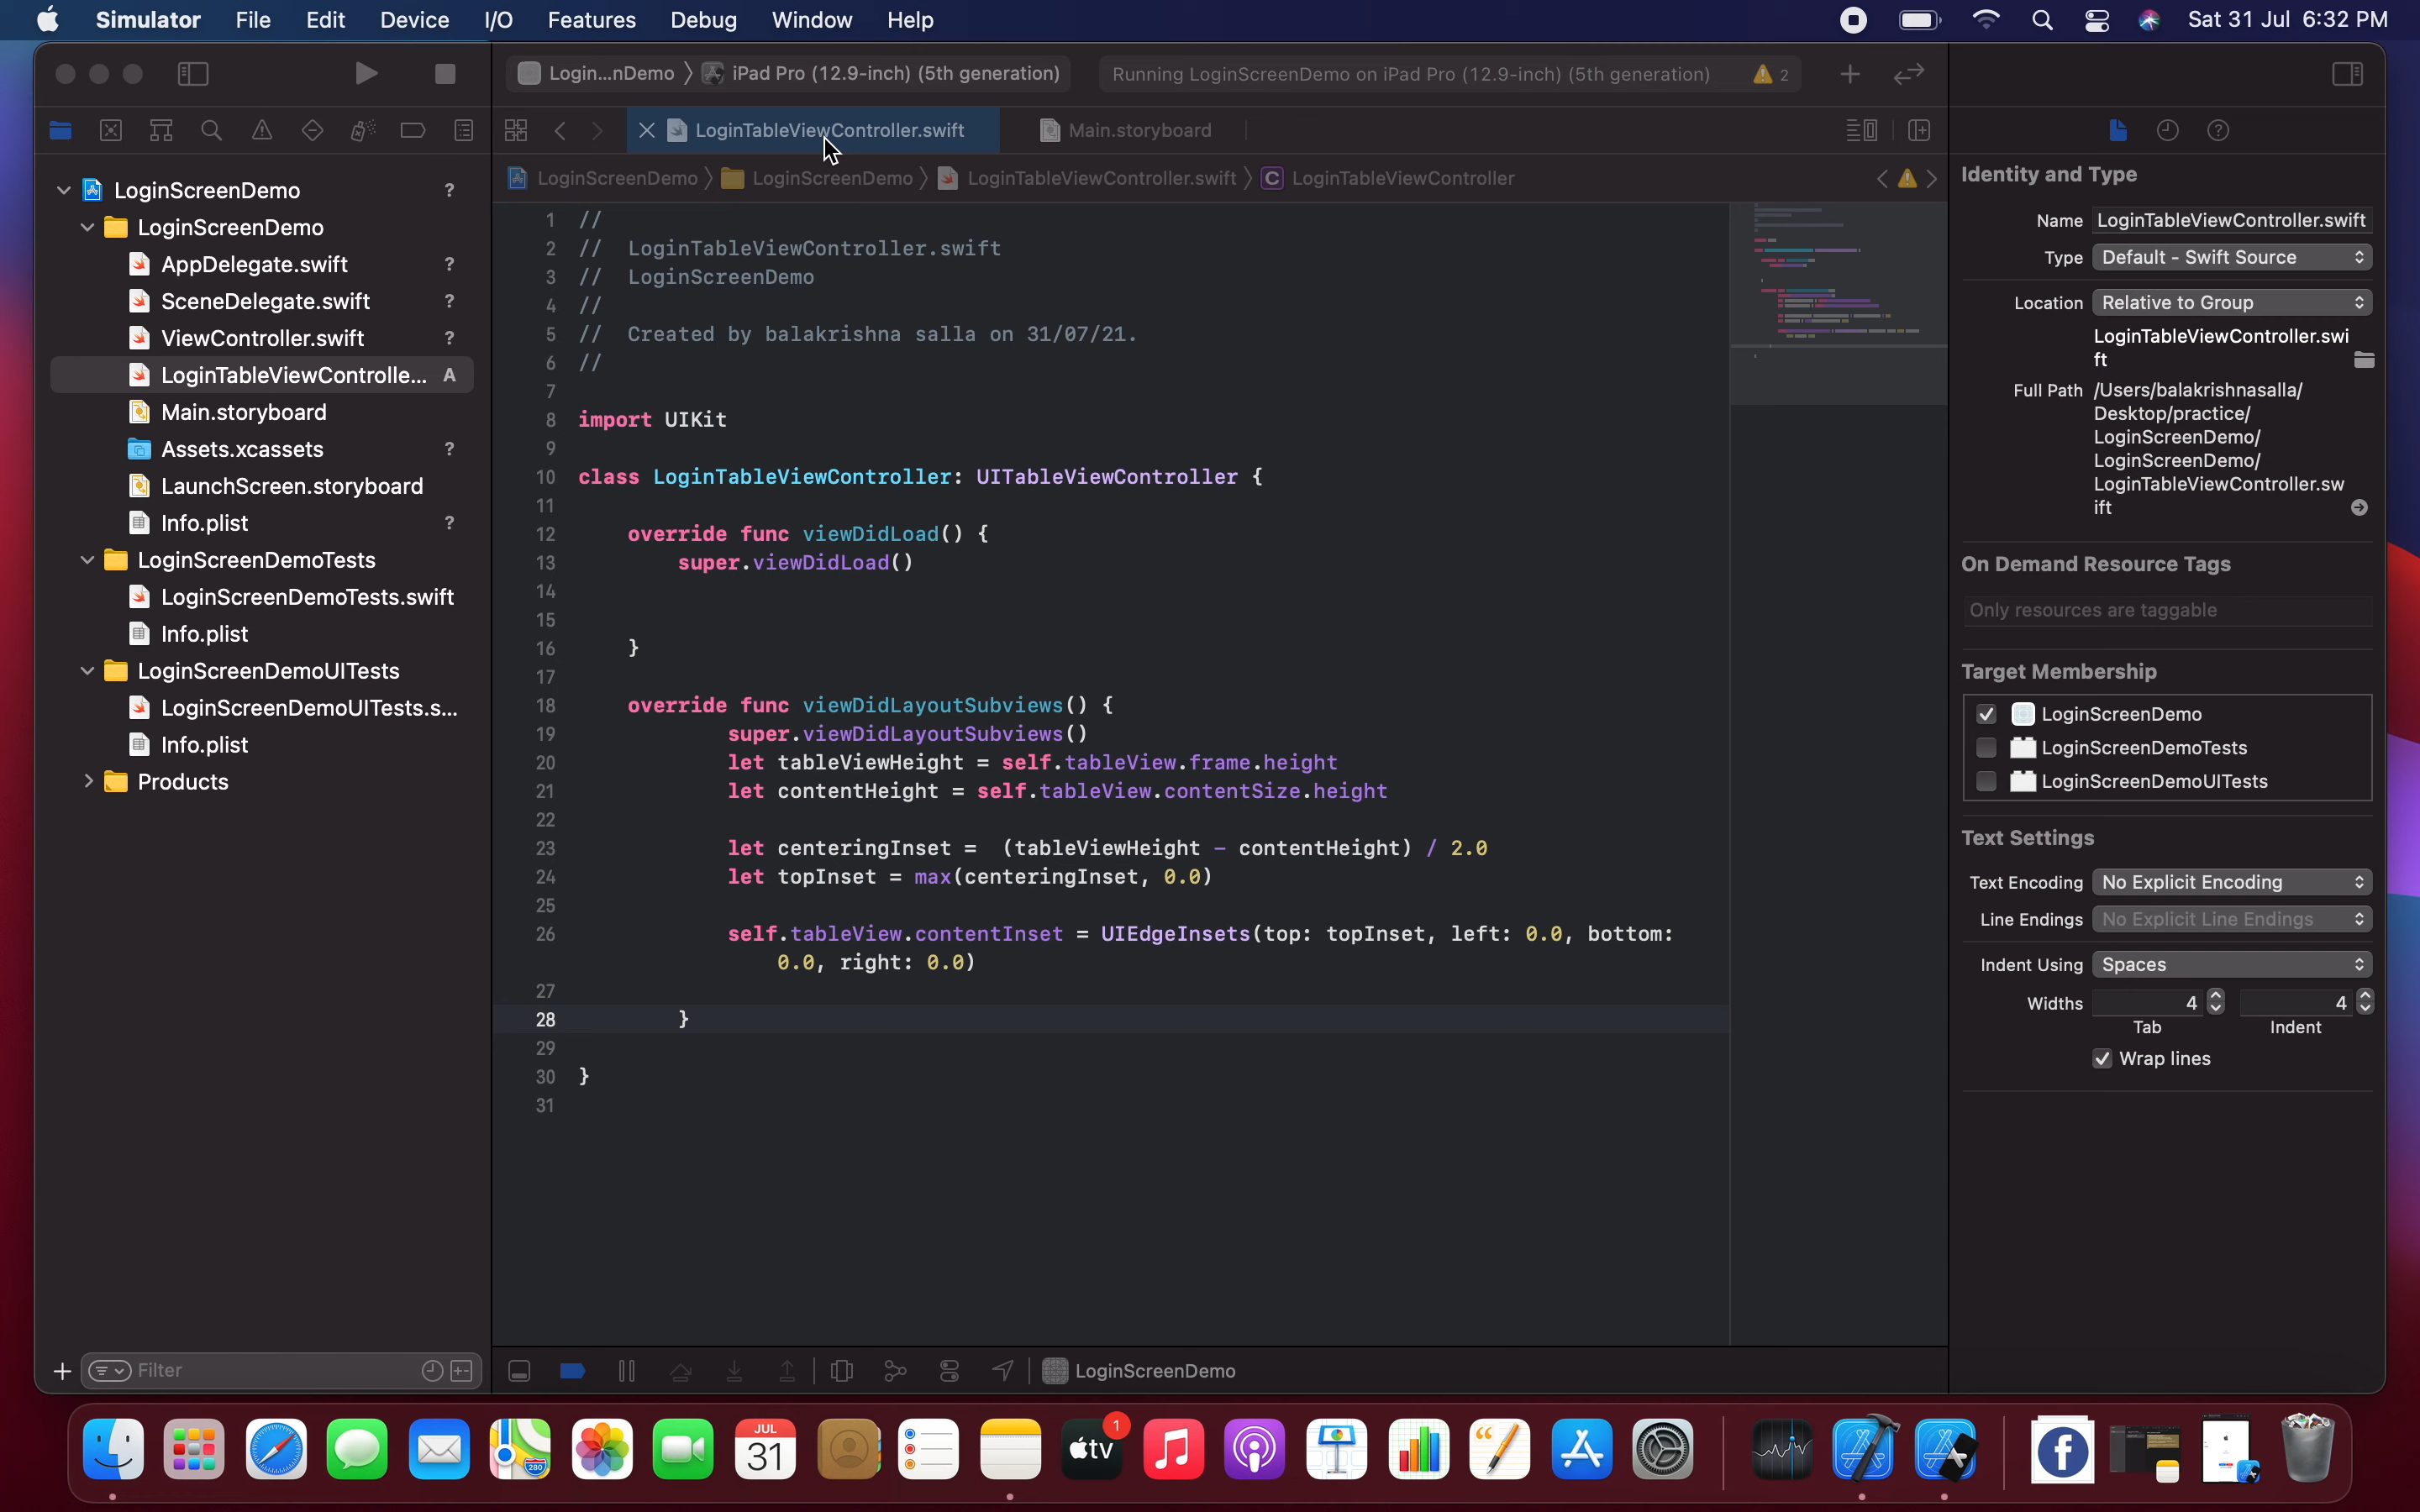 Simulator File Edit Device I/O Features Debug Window Help
Sat 31 Jul 6:32 PM
Login...nDemo
iPad Pro (12.9-inch) (5th generation)
Running LoginScreenDemo on iPad Pro (12.9-inch) (5th generation)
2
LoginTableViewController.swift
Main.storyboard
LoginScreenDemo
LoginScreenDemo
LoginTableViewController.swift
C LoginTableViewController
LoginScreenDemo ?
LoginScreenDemo
AppDelegate.swift ?
SceneDelegate.swift ?
ViewController.swift ?
LoginTableViewControlle... A
Main.storyboard
Assets.xcassets ?
LaunchScreen.storyboard
Info.plist ?
LoginScreenDemoTests
LoginScreenDemoTests.swift
Info.plist
LoginScreenDemoUITests
LoginScreenDemoUITests.s...
Info.plist
Products
Filter
1 //
2 // LoginTableViewController.swift
3 // LoginScreenDemo
4 //
5 // Created by balakrishna salla on 31/07/21.
6 //
7
8 import UIKit
9
10 class LoginTableViewController: UITableViewController {
11
12 override func viewDidLoad() {
13 super.viewDidLoad()
14
15
16 }
17
18 override func viewDidLayoutSubviews() {
19 super.viewDidLayoutSubviews()
20 let tableViewHeight = self.tableView.frame.height
21 let contentHeight = self.tableView.contentSize.height
22
23 let centeringInset = (tableViewHeight - contentHeight) / 2.0
24 let topInset = max(centeringInset, 0.0)
25
26 self.tableView.contentInset = UIEdgeInsets(top: topInset, left: 0.0, bottom:
0.0, right: 0.0)
27
28 }
29
30 }
31
LoginScreenDemo
Identity and Type
Name LoginTableViewController.swift
Type Default - Swift Source
Location Relative to Group
LoginTableViewController.swi
ft
Full Path /Users/balakrishnasalla/
Desktop/practice/
LoginScreenDemo/
LoginScreenDemo/
LoginTableViewController.sw
ift
On Demand Resource Tags
Only resources are taggable
Target Membership
LoginScreenDemo
LoginScreenDemoTests
LoginScreenDemoUITests
Text Settings
Text Encoding No Explicit Encoding
Line Endings No Explicit Line Endings
Indent Using Spaces
Widths 4 4
Tab Indent
Wrap lines
280
JUL
31
tv
1